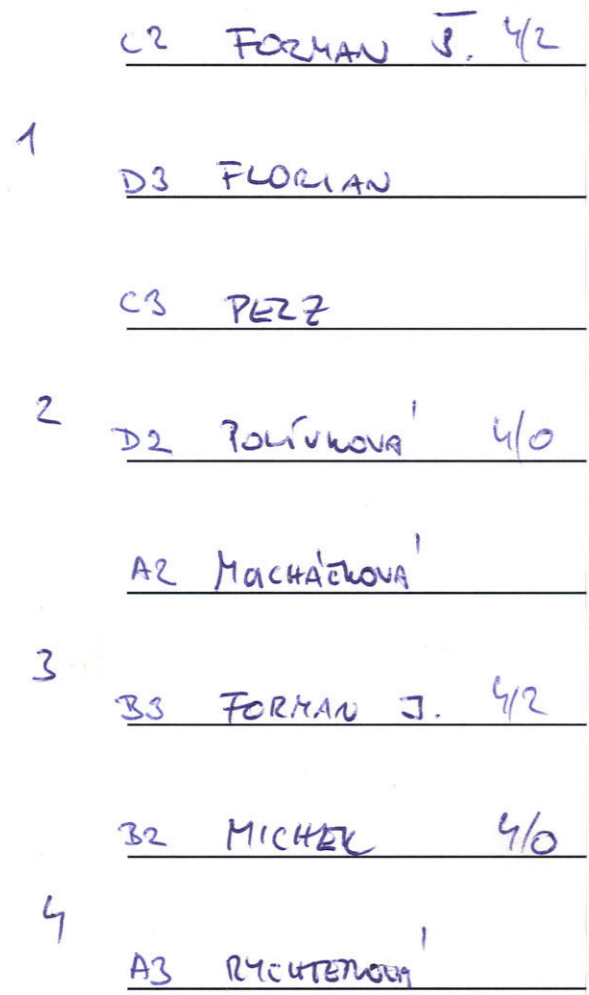 C2 FORMAN J. 4/2
1
D3 FLORIAN
C3 PERZ
2
D2 POLÍVKOVÁ 4/0
A2 MACHÁČKOVÁ
3
B3 FORMAN J. 4/2
B2 MICHEK 4/0
4
A3 RYCHTEROVÁ